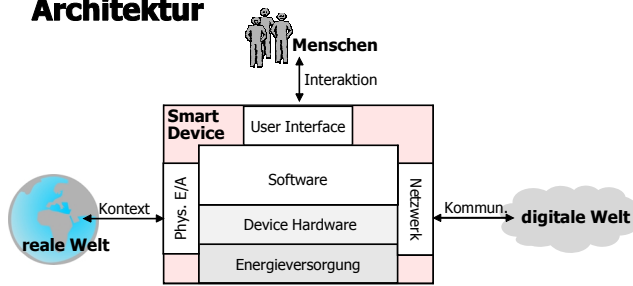 Architektur
Menschen
Interaktion
Smart
Device
User Interface
Phys. E/A
Software
Netzwerk
Kontext
Kommun.
digitale Welt
Device Hardware
reale Welt
Energieversorgung